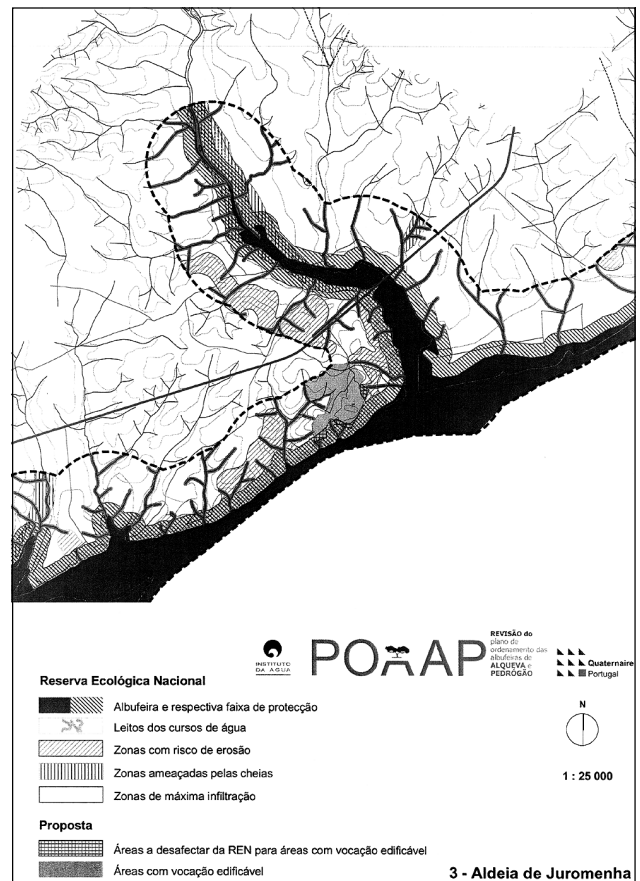 INSTITUTO
DA ÁGUA
POAAP
REVISÃO do
plano de
ordenamento das
albufeiras de
ALQUEVA e
PEDRÓGÃO
Quaternaire
Portugal
Reserva Ecológica Nacional
Albufeira e respectiva faixa de protecção
Leitos dos cursos de água
Zonas com risco de erosão
Zonas ameaçadas pelas cheias
Zonas de máxima infiltração
N
1 : 25 000
Proposta
Áreas a desafectar da REN para áreas com vocação edificável
Áreas com vocação edificável
3 - Aldeia de Juromenha